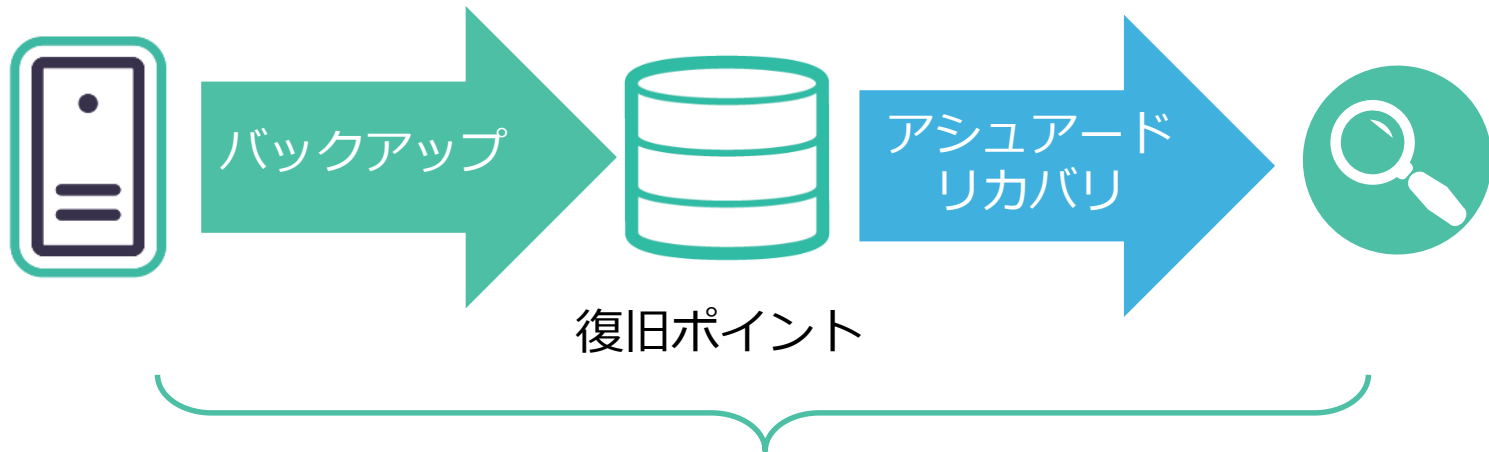 バックアップ
アシュアード
リカバリ
復旧ポイント